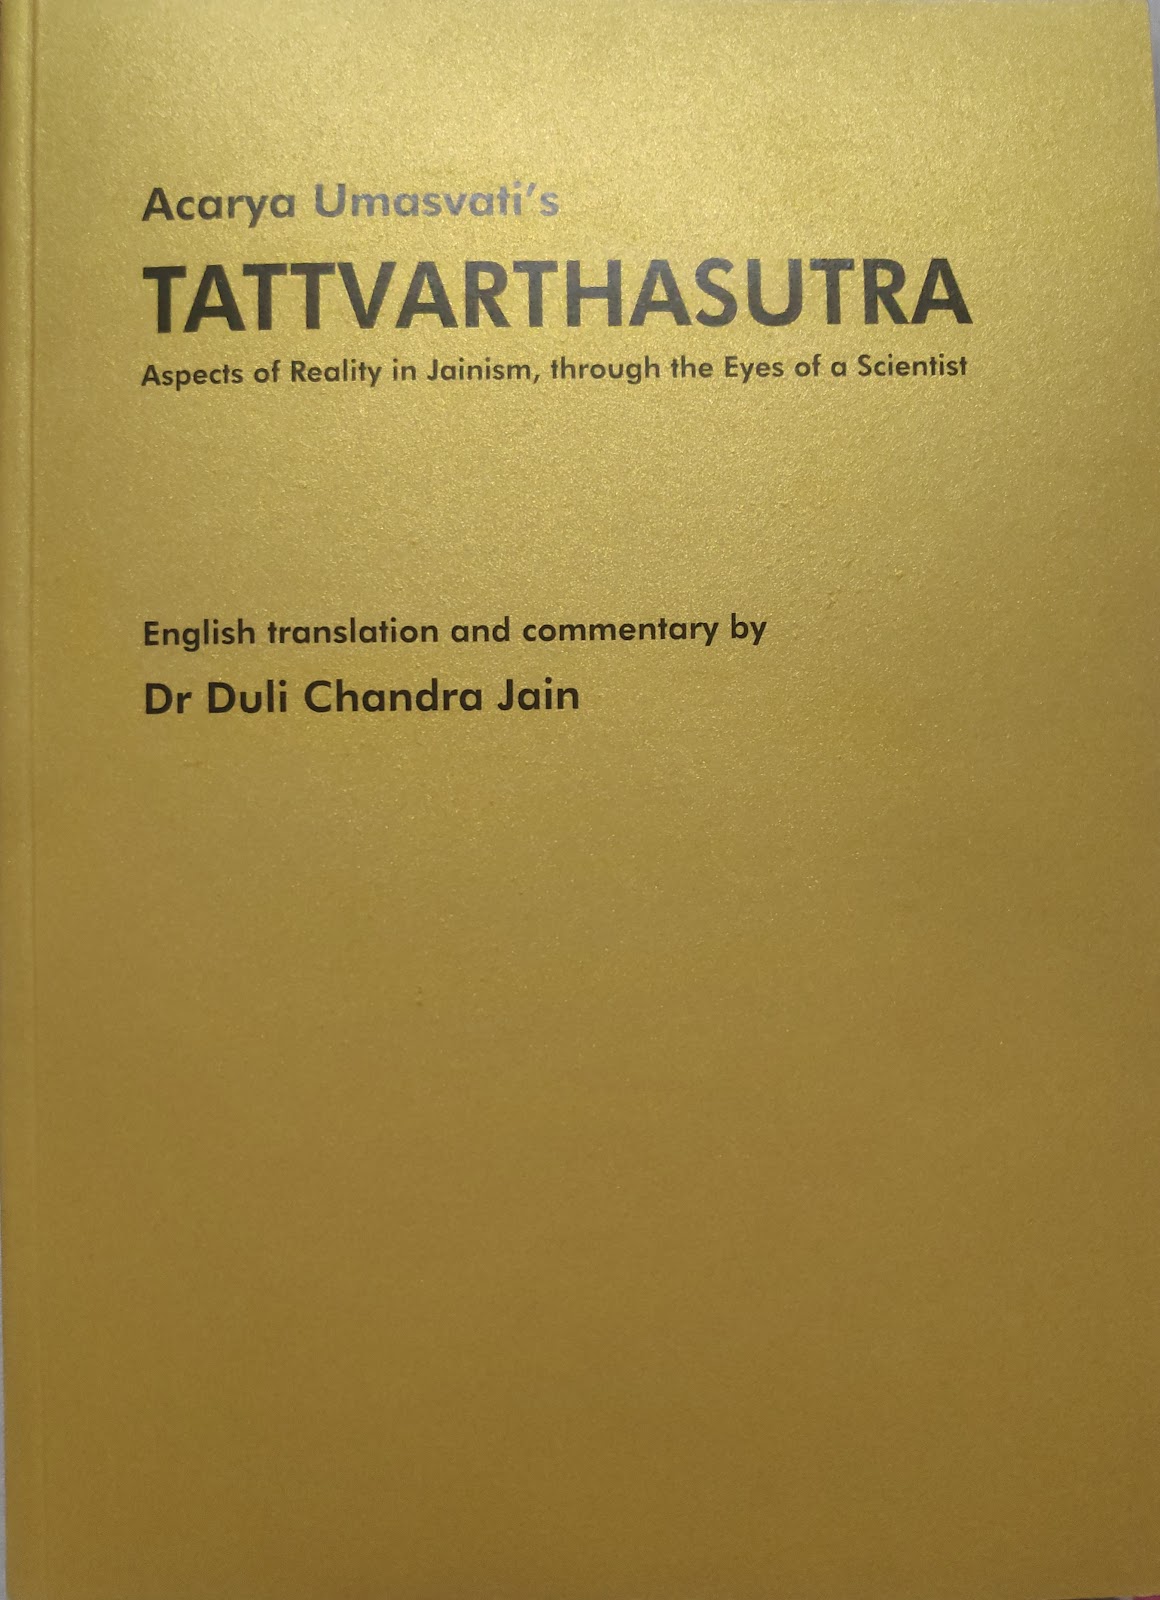 Acarya Umasvati's
TATTVARTHASUTRA
Aspects of Reality in Jainism, through the Eyes of a Scientist
English translation and commentary by
Dr Duli Chandra Jain